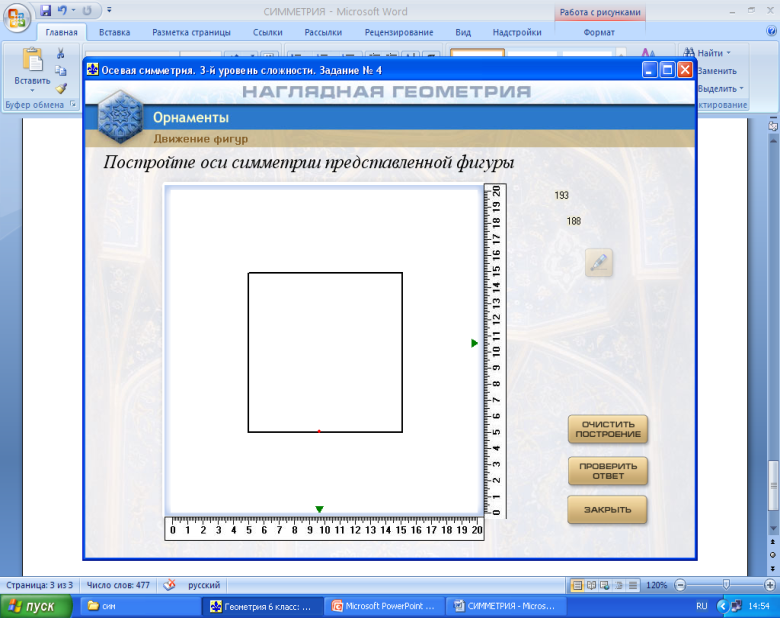 СИММЕТРИЯ - Microsoft Word
Работа с рисунками
Главная Вставка Разметка страницы Ссылки Рассылки Рецензирование Вид Надстройки Формат
Вставить
Буфер обмена
Найти
Заменить
Выделить
Осевая симметрия. 3-й уровень сложности. Задание № 4
НАГЛЯДНАЯ ГЕОМЕТРИЯ
Орнаменты
Движение фигур
Постройте оси симметрии представленной фигуры
193
188
20
19
18
17
16
15
14
13
12
11
10
9
8
7
6
5
4
3
2
1
0
0 1 2 3 4 5 6 7 8 9 10 11 12 13 14 15 16 17 18 19 20
ОЧИСТИТЬ
ПОСТРОЕНИЕ
ПРОВЕРИТЬ
ОТВЕТ
ЗАКРЫТЬ
Страница: 3 из 3 Число слов: 477 русский 120%
пуск сим Геометрия 6 класс: ... Microsoft PowerPoint ... СИММЕТРИЯ - Micros... RU 14:54